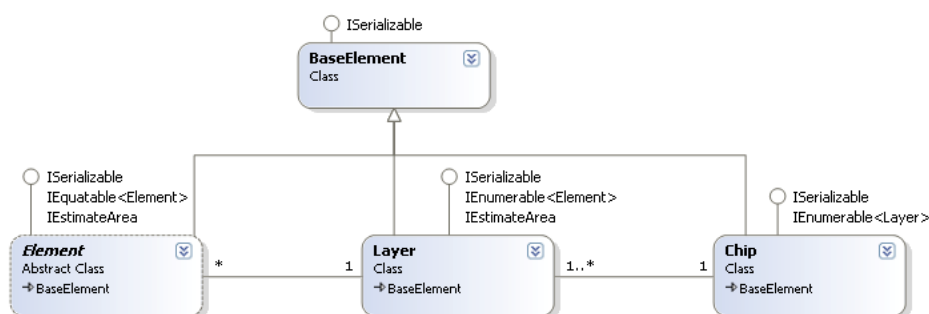 ISerializable
BaseElement
Class
ISerializable
IEquatable<Element>
IEstimateArea
ISerializable
IEnumerable<Element>
IEstimateArea
ISerializable
IEnumerable<Layer>
Element
Abstract Class
BaseElement
* 1
Layer
Class
BaseElement
1..* 1
Chip
Class
BaseElement